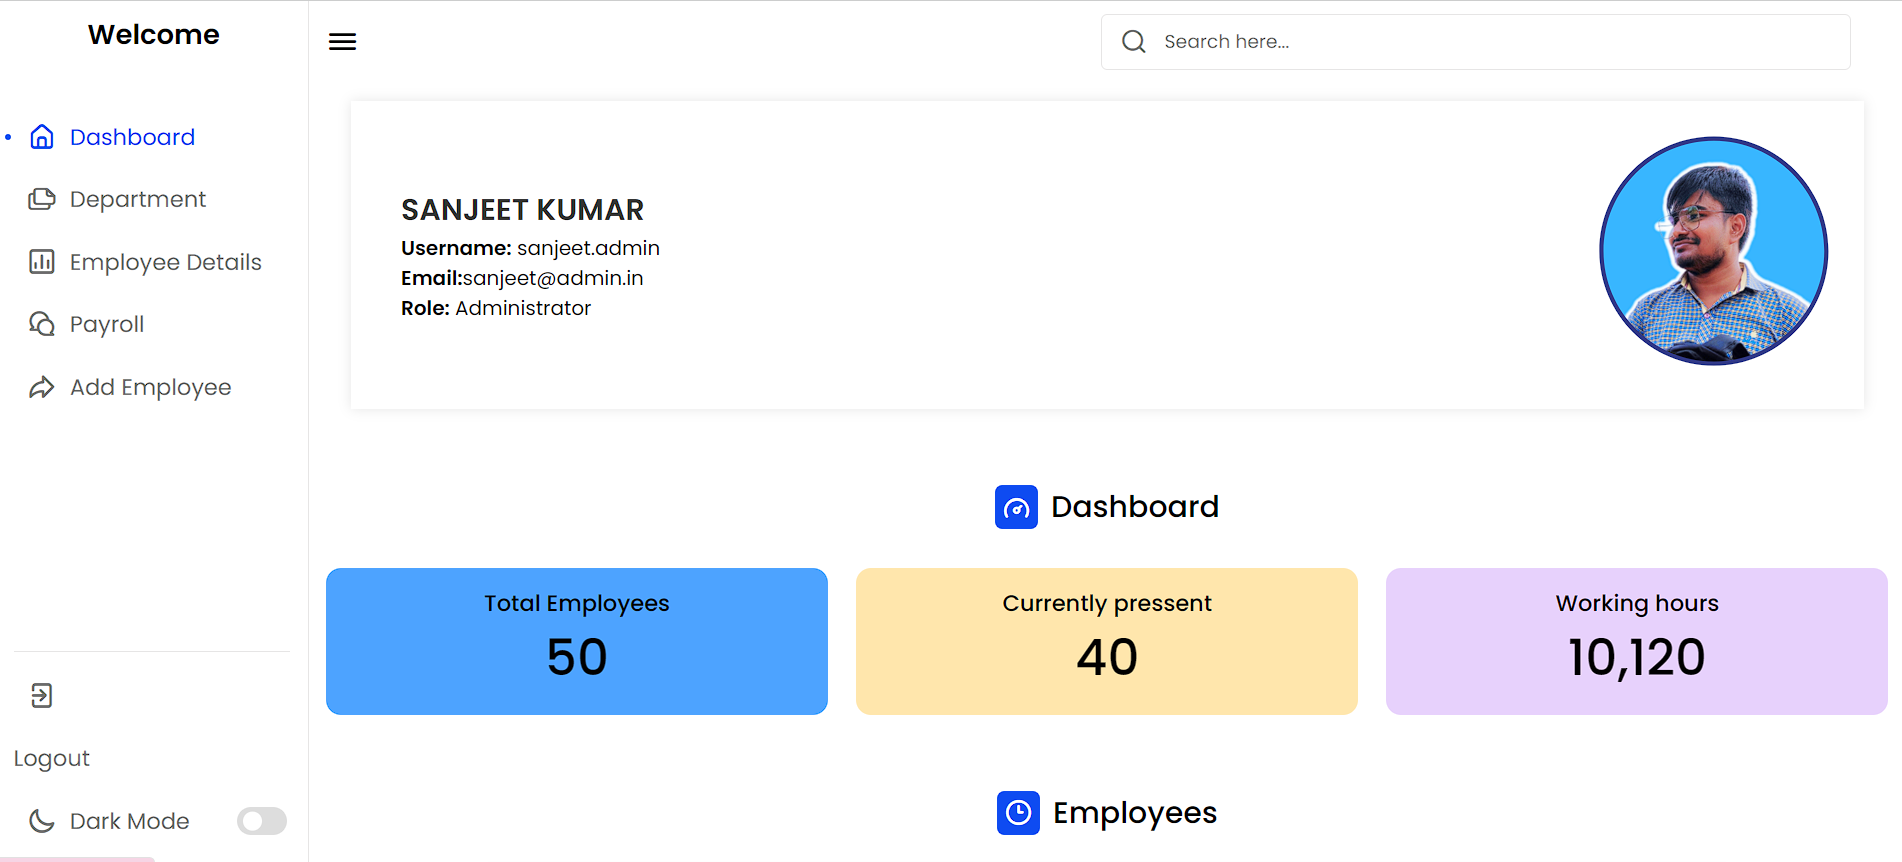 Welcome
Search here...
Dashboard
Department
Employee Details
Payroll
Add Employee
Logout
Dark Mode
SANJEET KUMAR
Username: sanjeet.admin
Email:sanjeet@admin.in
Role: Administrator
Dashboard
Total Employees
50
Currently pressent
40
Working hours
10,120
Employees